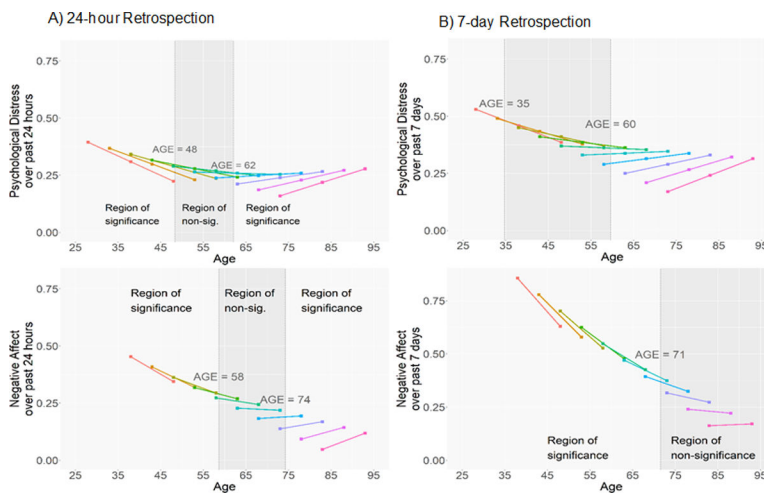 A) 24-hour Retrospection
B) 7-day Retrospection
Psychological Distress
over past 24 hours
0.75
0.50
0.25
0.00
AGE = 48
AGE = 62
Region of
significance
Region of
non-sig.
Region of
significance
25 35 45 55 65 75 85 95
Age
Psychological Distress
over past 7 days
0.75
0.50
0.25
0.00
AGE = 35
AGE = 60
25 35 45 55 65 75 85 95
Age
Negative Affect
over past 24 hours
0.75
0.50
0.25
0.00
Region of
significance
Region of
non-sig.
Region of
significance
AGE = 58
AGE = 74
25 35 45 55 65 75 85 95
Age
Negative Affect
over past 7 days
0.75
0.50
0.25
0.00
AGE = 71
Region of
significance
Region of
non-significance
25 35 45 55 65 75 85 95
Age